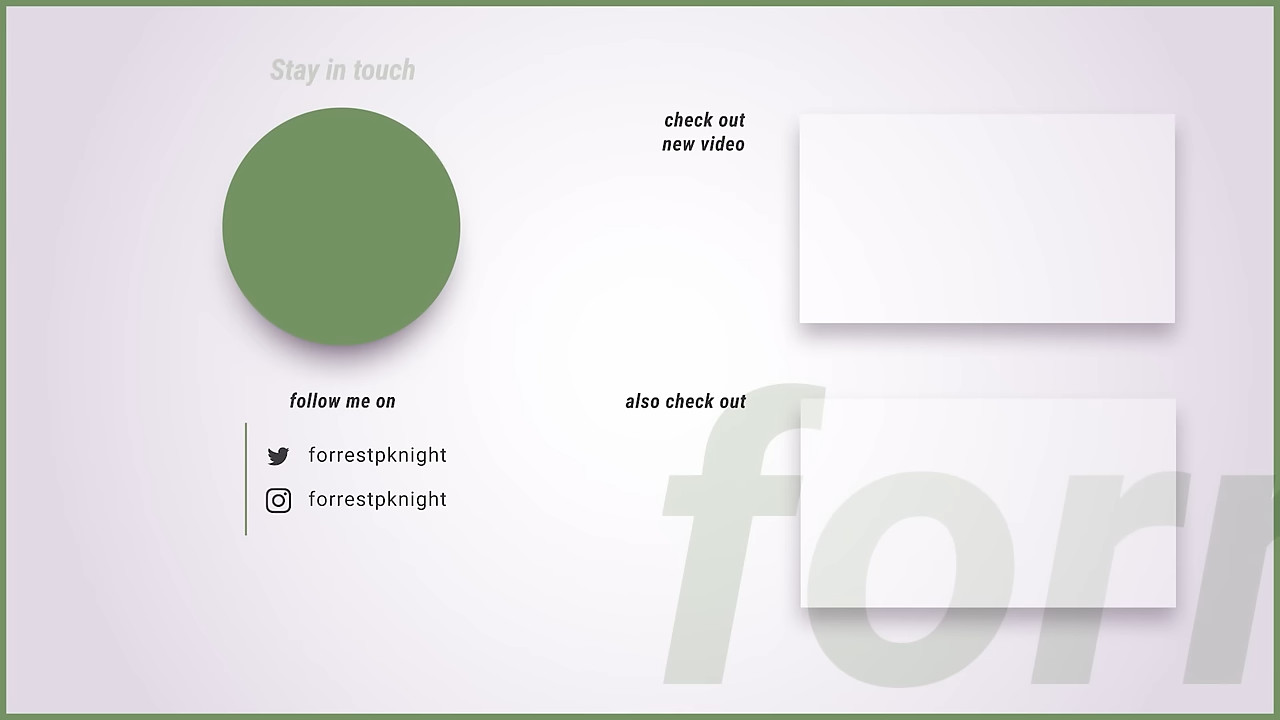 Stay in touch
check out
new video
follow me on
also check out
forrestpknight
forrestpknight
forr